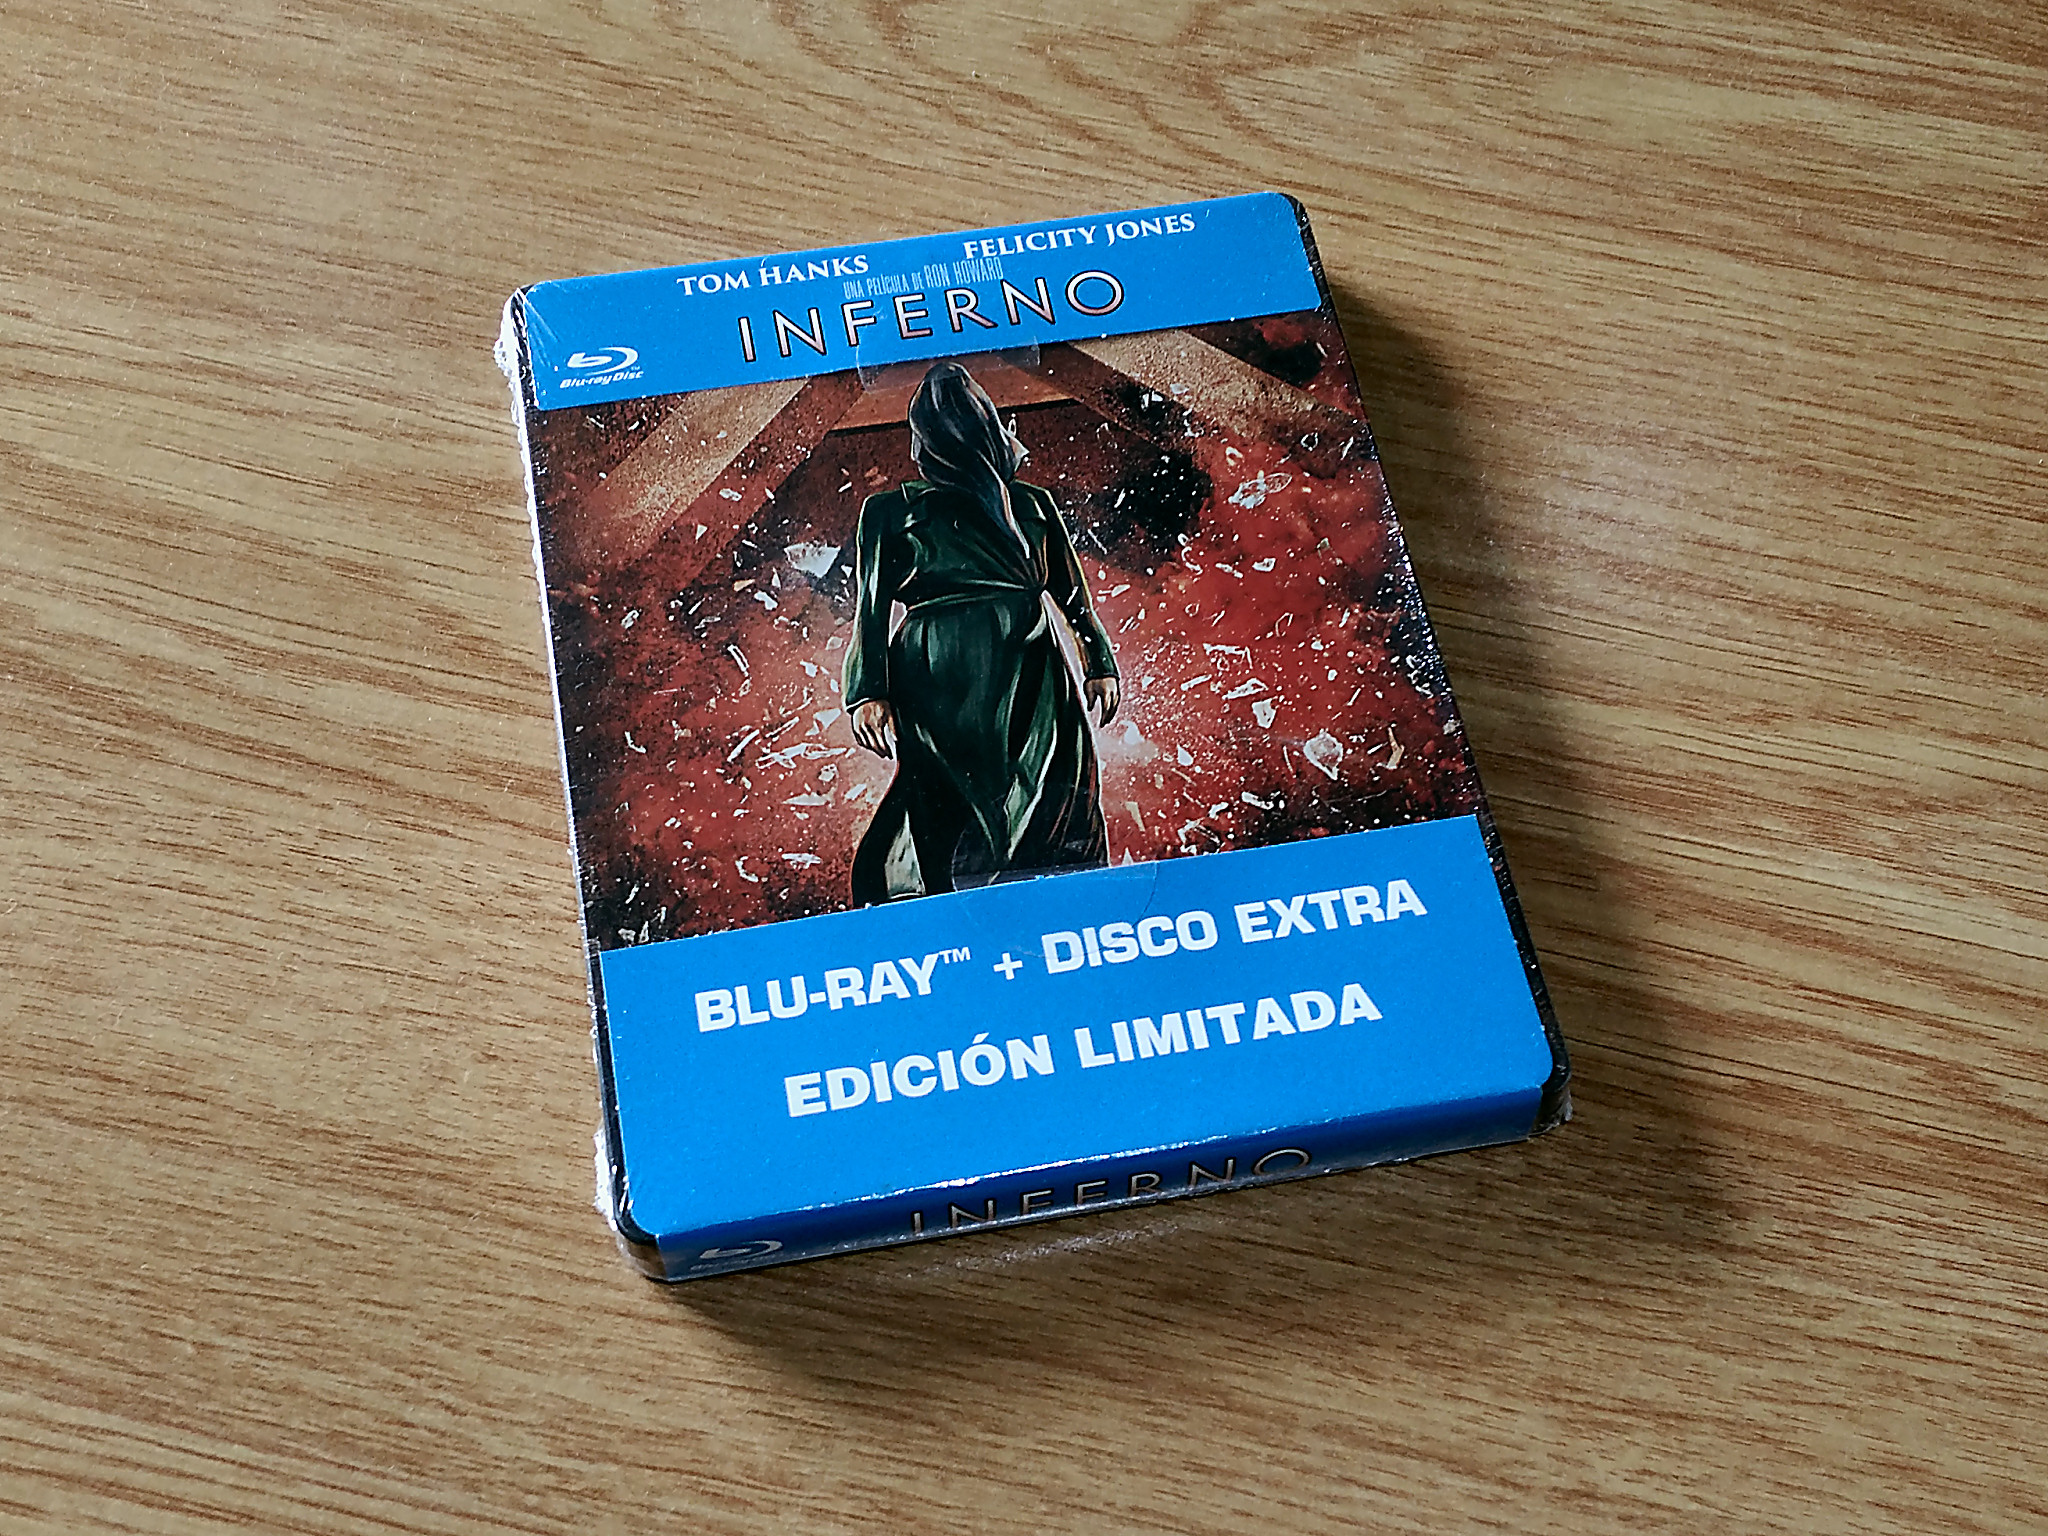 TOM HANKS FELICITY JONES
UNA PELÍCULA DE RON HOWARD
INFERNO
Blu-ray Disc™
BLU-RAY™ + DISCO EXTRA
EDICIÓN LIMITADA
INFERNO